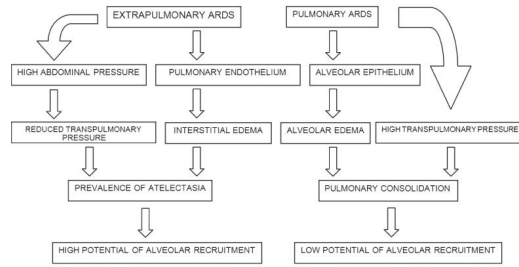 EXTRAPULMONARY ARDS
PULMONARY ARDS
HIGH ABDOMINAL PRESSURE
PULMONARY ENDOTHELIUM
ALVEOLAR EPITHELIUM
REDUCED TRANSPULMONARY
PRESSURE
INTERSTITIAL EDEMA
ALVEOLAR EDEMA
HIGH TRANSPULMONARY PRESSURE
PREVALENCE OF ATELECTASIA
PULMONARY CONSOLIDATION
HIGH POTENTIAL OF ALVEOLAR RECRUITMENT
LOW POTENTIAL OF ALVEOLAR RECRUITMENT